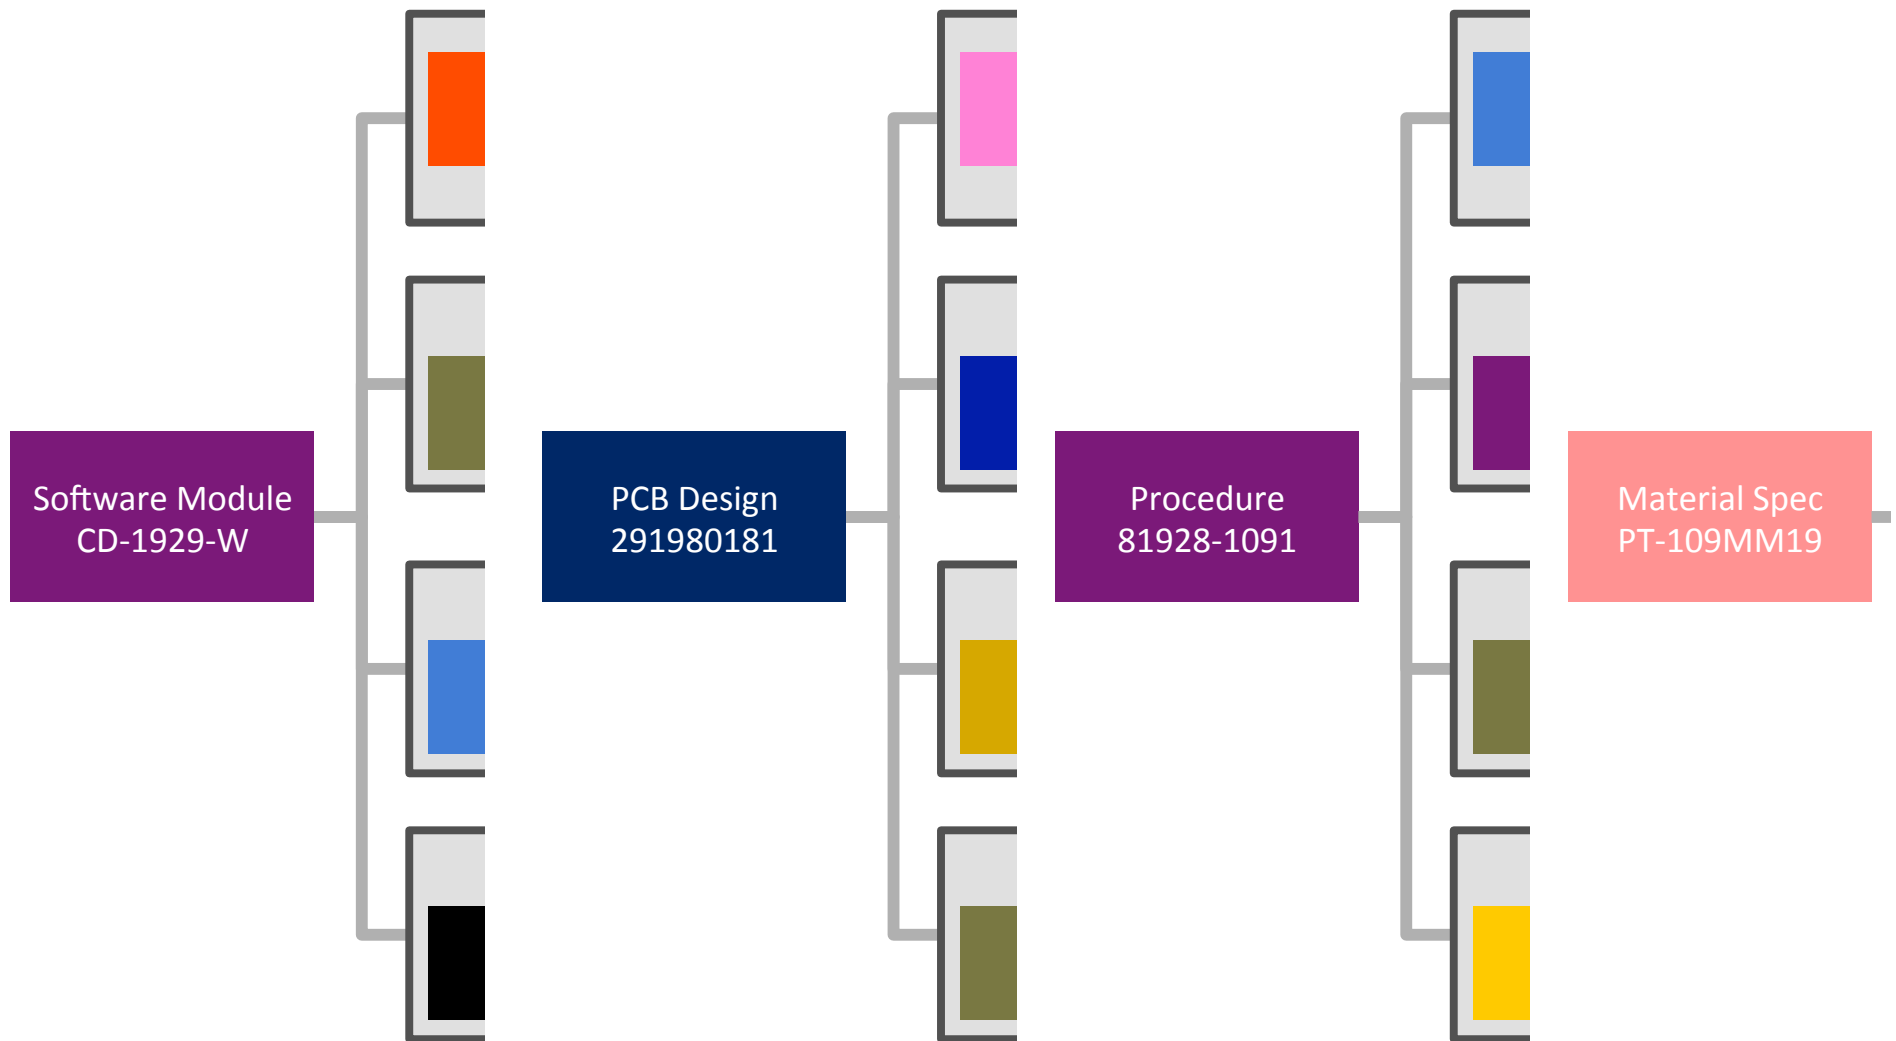 Software Module
CD-1929-W
PCB Design
291980181
Procedure
81928-1091
Material Spec
PT-109MM19